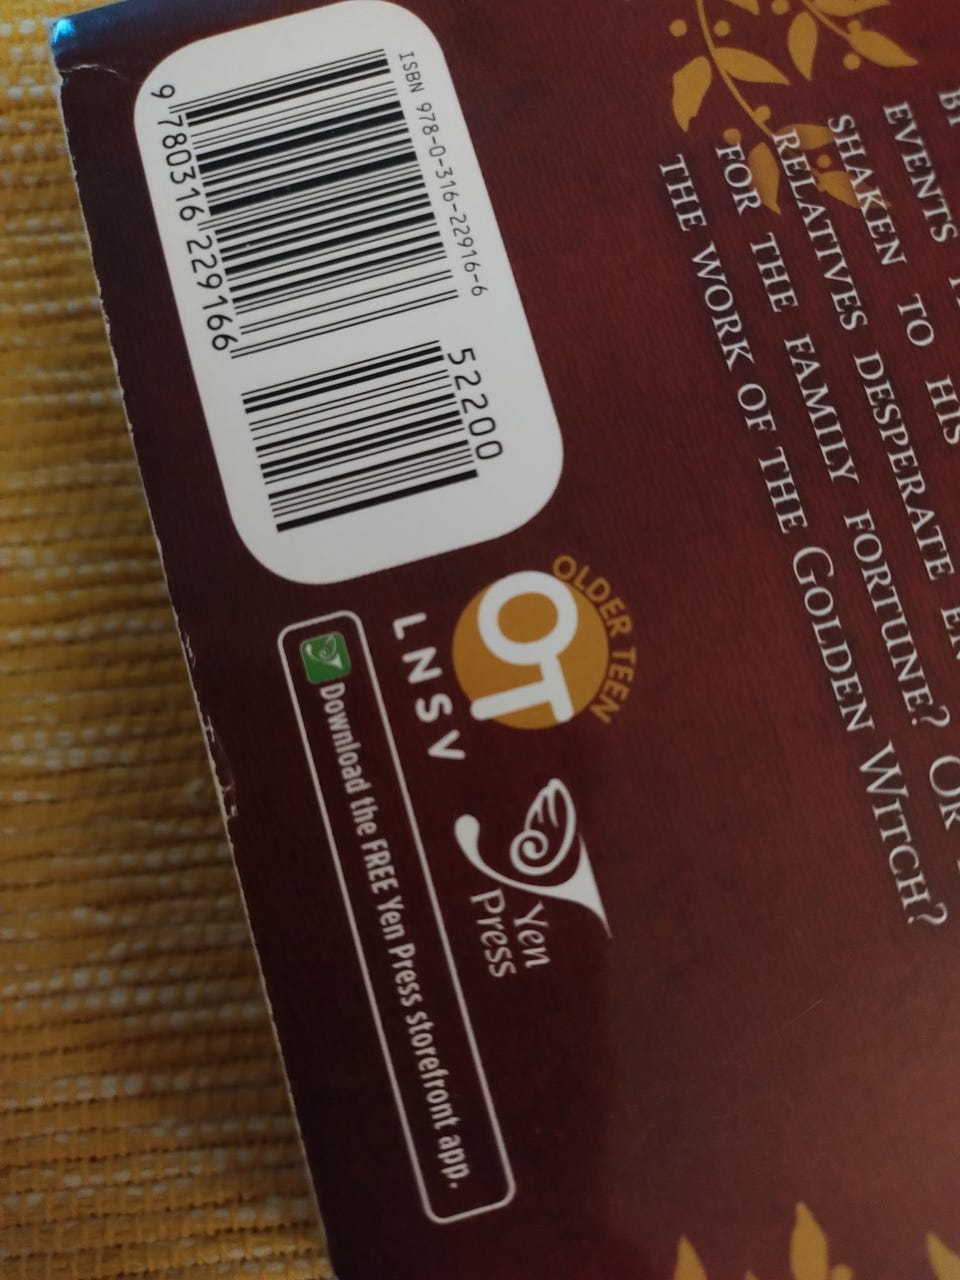 EVENTS
SHAKEN TO HIS
RELATIVES DESPERATE
FOR THE FAMILY FORTUNE? OR
THE WORK OF THE GOLDEN WITCH?
ISBN 978-0-316-22916-6
9 780316 229166
52200
OLDER TEEN
OT
L N S V
Yen
Press
Download the FREE Yen Press storefront app.